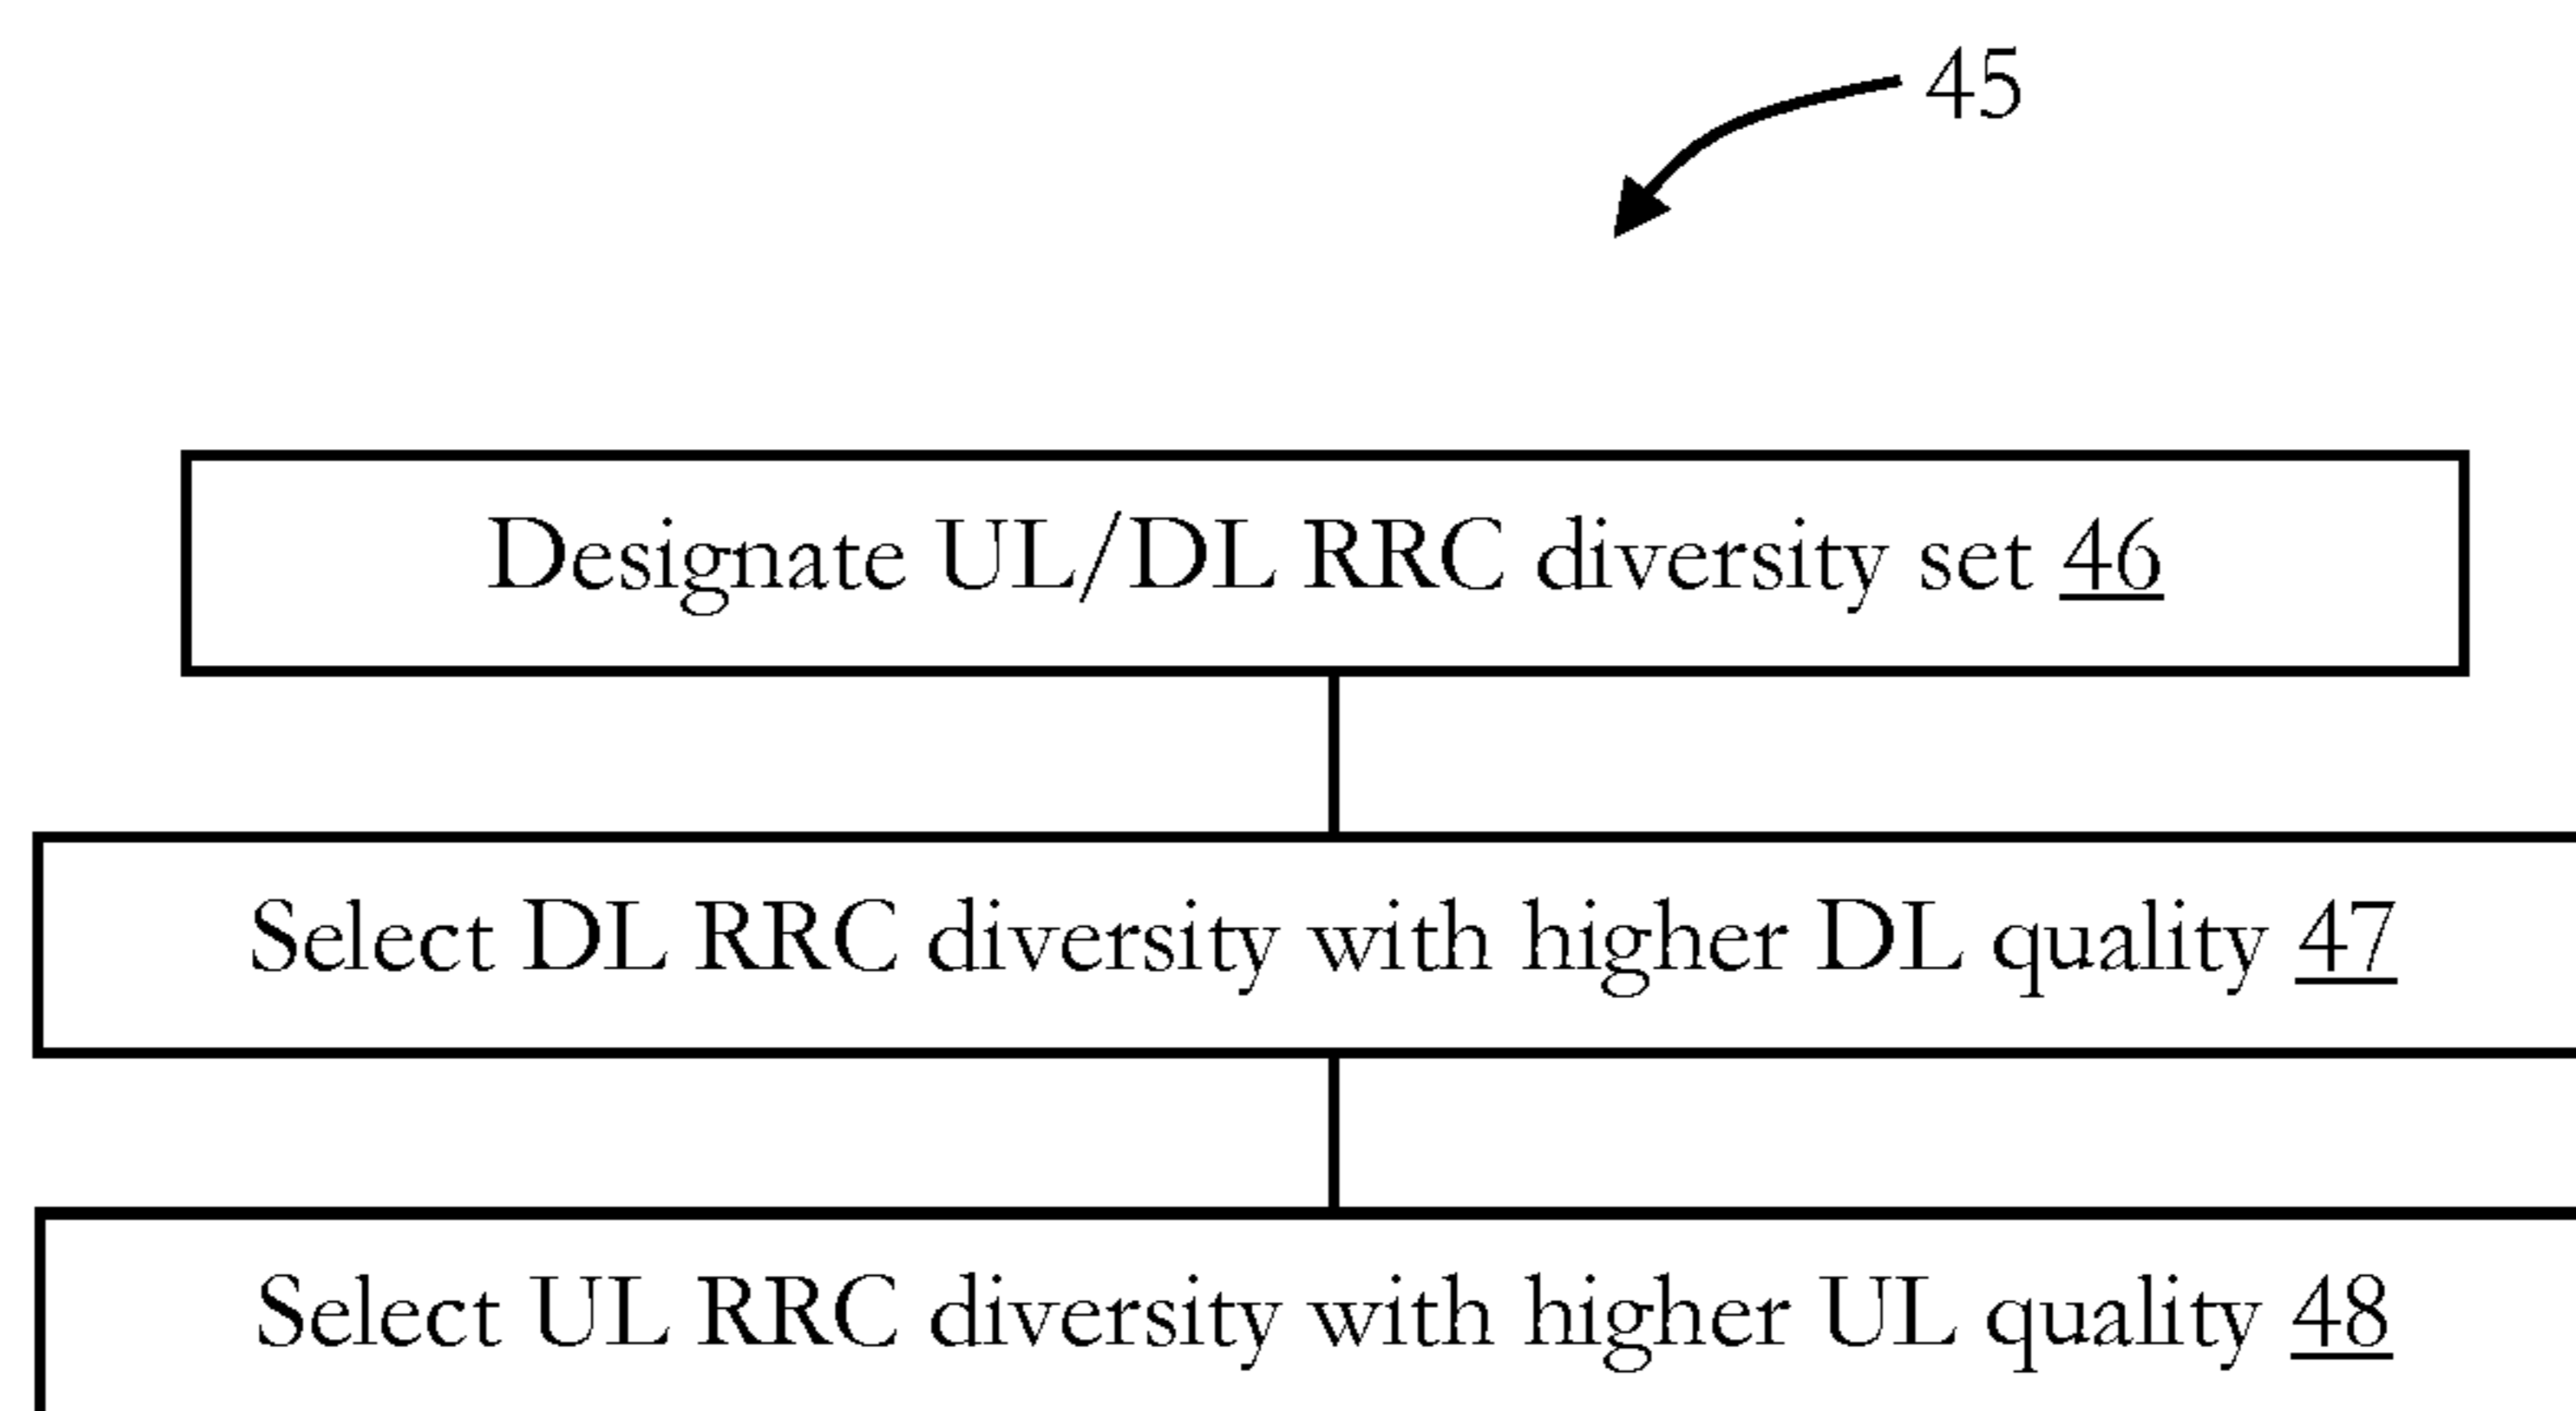 45
Designate UL/DL RRC diversity set 46
Select DL RRC diversity with higher DL quality 47
Select UL RRC diversity with higher UL quality 48